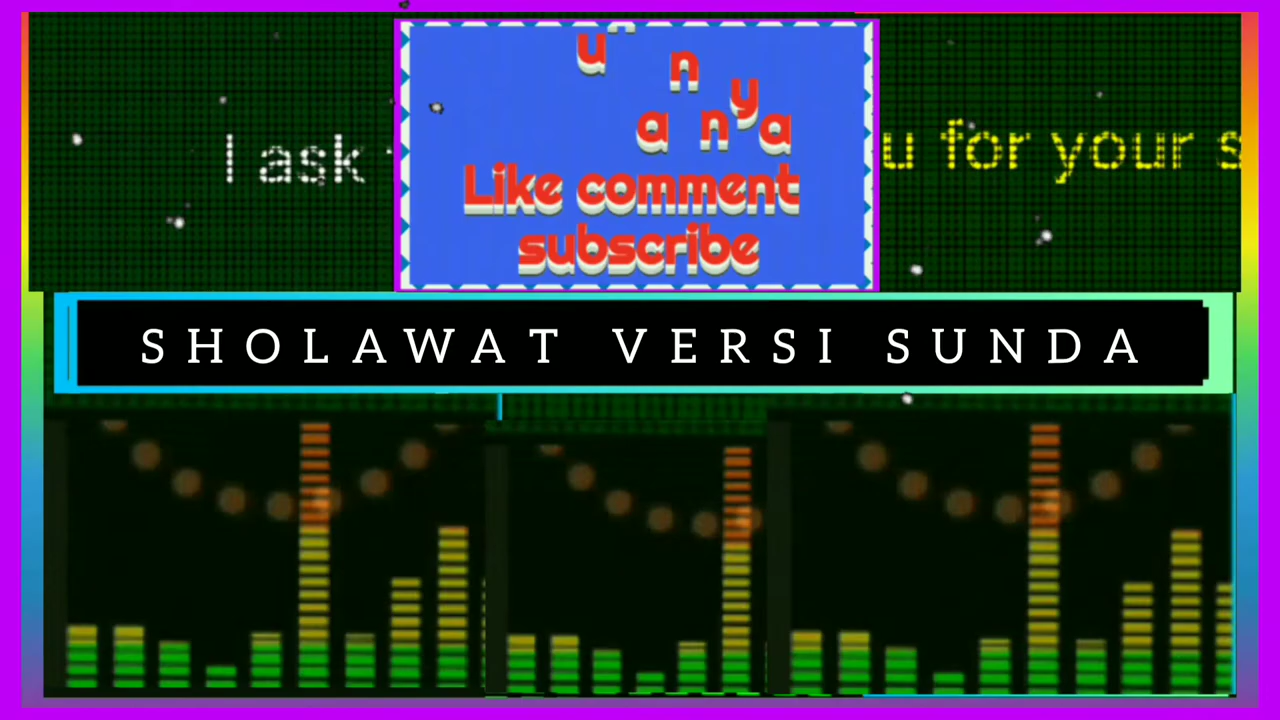 I ask
u for your s
u n
a n y a
Like comment
subscribe
SHOLAWAT VERSI SUNDA